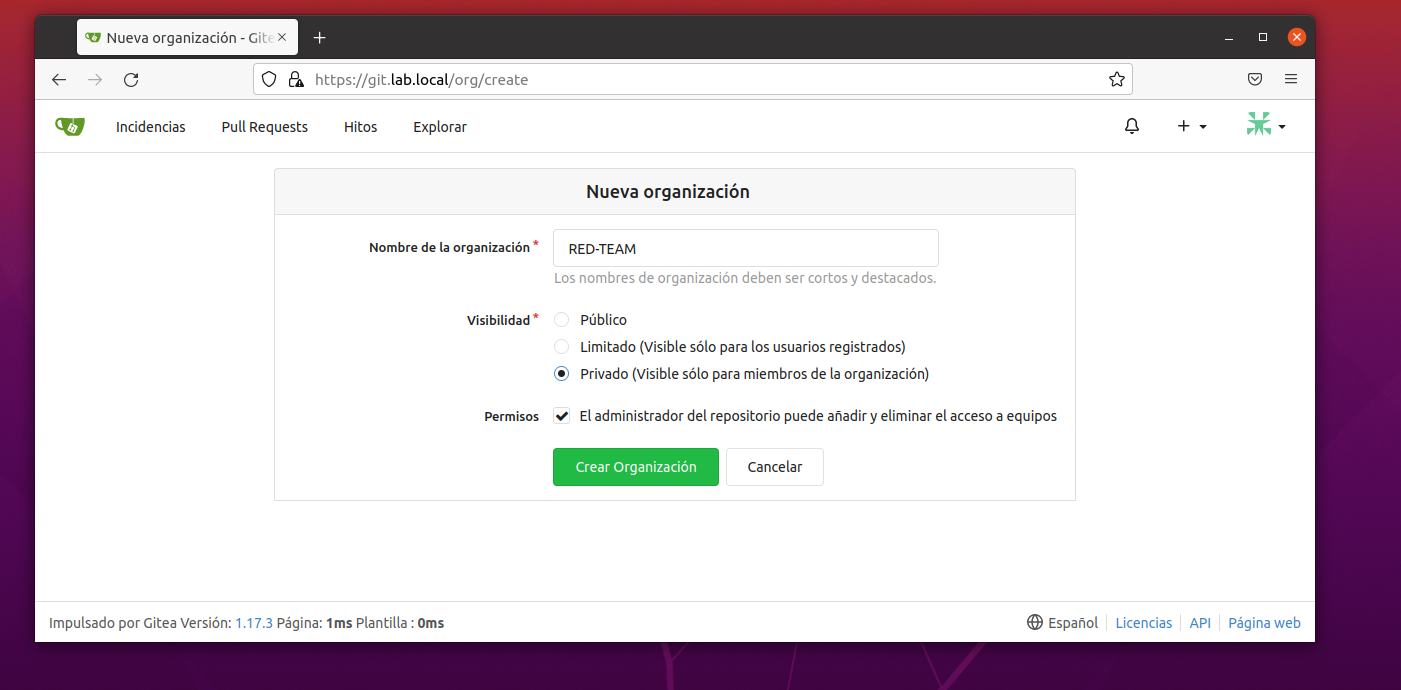 Nueva organización - Gite
https://git.lab.local/org/create
Incidencias Pull Requests Hitos Explorar
Nueva organización
Nombre de la organización * RED-TEAM
Los nombres de organización deben ser cortos y destacados.
Visibilidad * Público
Limitado (Visible sólo para los usuarios registrados)
Privado (Visible sólo para miembros de la organización)
Permisos El administrador del repositorio puede añadir y eliminar el acceso a equipos
Crear Organización Cancelar
Impulsado por Gitea Versión: 1.17.3 Página: 1ms Plantilla : 0ms Español Licencias API Página web